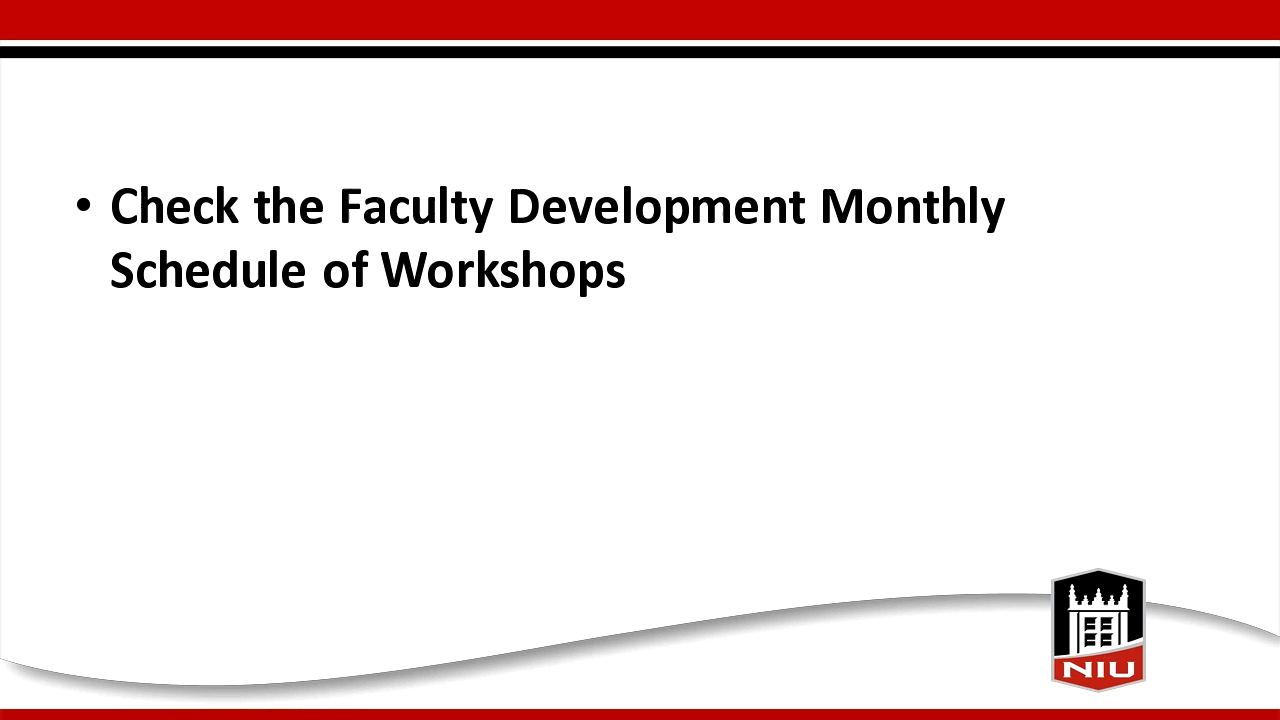 • Check the Faculty Development Monthly
Schedule of Workshops
NIU